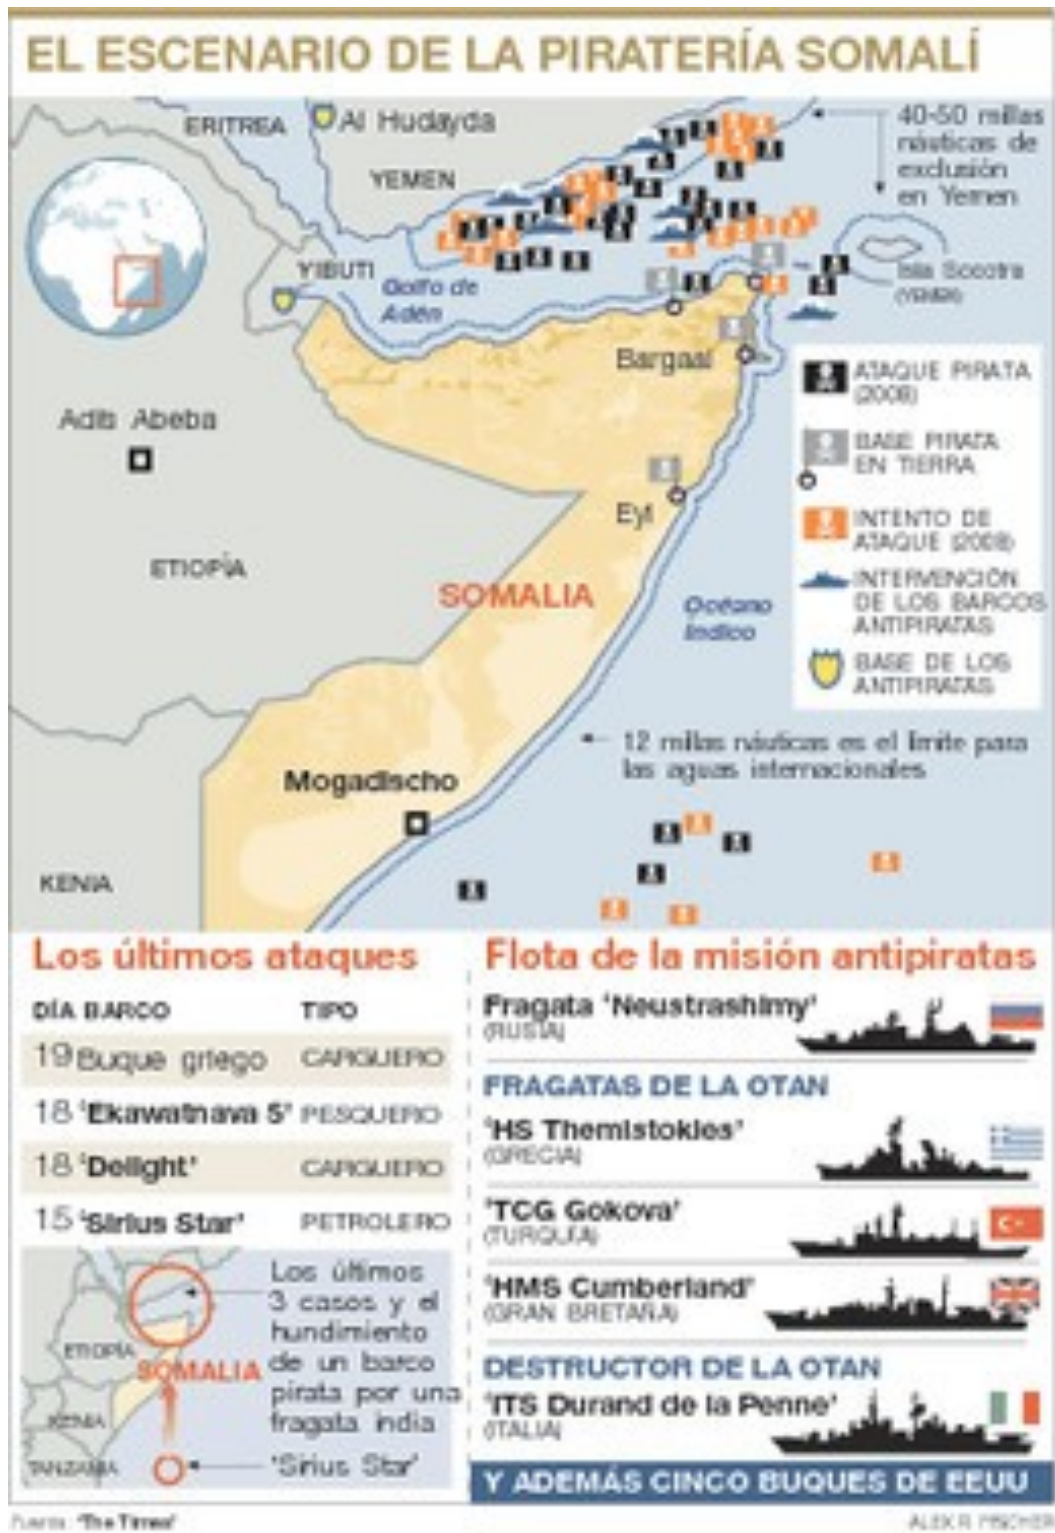 EL ESCENARIO DE LA PIRATERÍA SOMALÍ
ERITREA
Al Hudayda
YEMEN
40-50 millas
náuticas de
exclusión
en Yemen
YIBUTI
Golfo de
Adén
Isla Socotra
(YEMEN)
Bargaal
Adib Abeba
Eyl
ETIOPÍA
SOMALIA
Océano
Indico
ATAQUE PIRATA
(2008)
BASE PIRATA
EN TIERRA
INTENTO DE
ATAQUE (2008)
INTERVENCIÓN
DE LOS BARCOS
ANTIPIRATAS
BASE DE LOS
ANTIPIRATAS
12 millas náuticas es el límite para
las aguas internacionales
Mogadischo
KENIA
Los últimos ataques
DÍA BARCO TIPO
19 Buque griego CARGUERO
18 'Ekawatnava 5' PESQUERO
18 'Delight' CARGUERO
15 'Sirius Star' PETROLERO
Los últimos
3 casos y el
hundimiento
de un barco
pirata por una
fragata india
'Sirius Star'
ETIOPÍA
SOMALIA
KENIA
TANZANIA
Flota de la misión antipiratas
Fragata 'Neustrashimy'
(RUSIA)
FRAGATAS DE LA OTAN
'HS Themistokles'
(GRECIA)
'TCG Gokova'
(TURQUÍA)
'HMS Cumberland'
(GRAN BRETAÑA)
DESTRUCTOR DE LA OTAN
'ITS Durand de la Penne'
(ITALIA)
Y ADEMÁS CINCO BUQUES DE EEUU
Fuente: 'The Times'
ALEX R. FISCHER